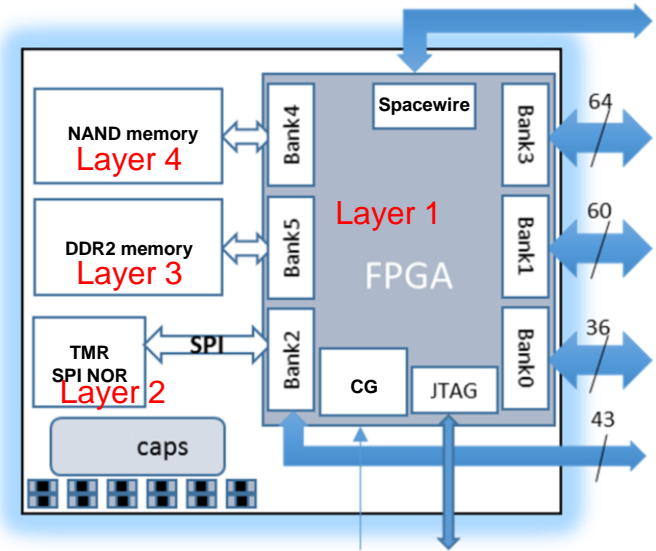 Spacewire
64
Bank4
Bank3
NAND memory
Layer 4
Layer 1
60
DDR2 memory
Layer 3
Bank5
Bank1
FPGA
36
TMR
SPI NOR
Layer 2
SPI
Bank2
Bank0
CG
JTAG
43
caps